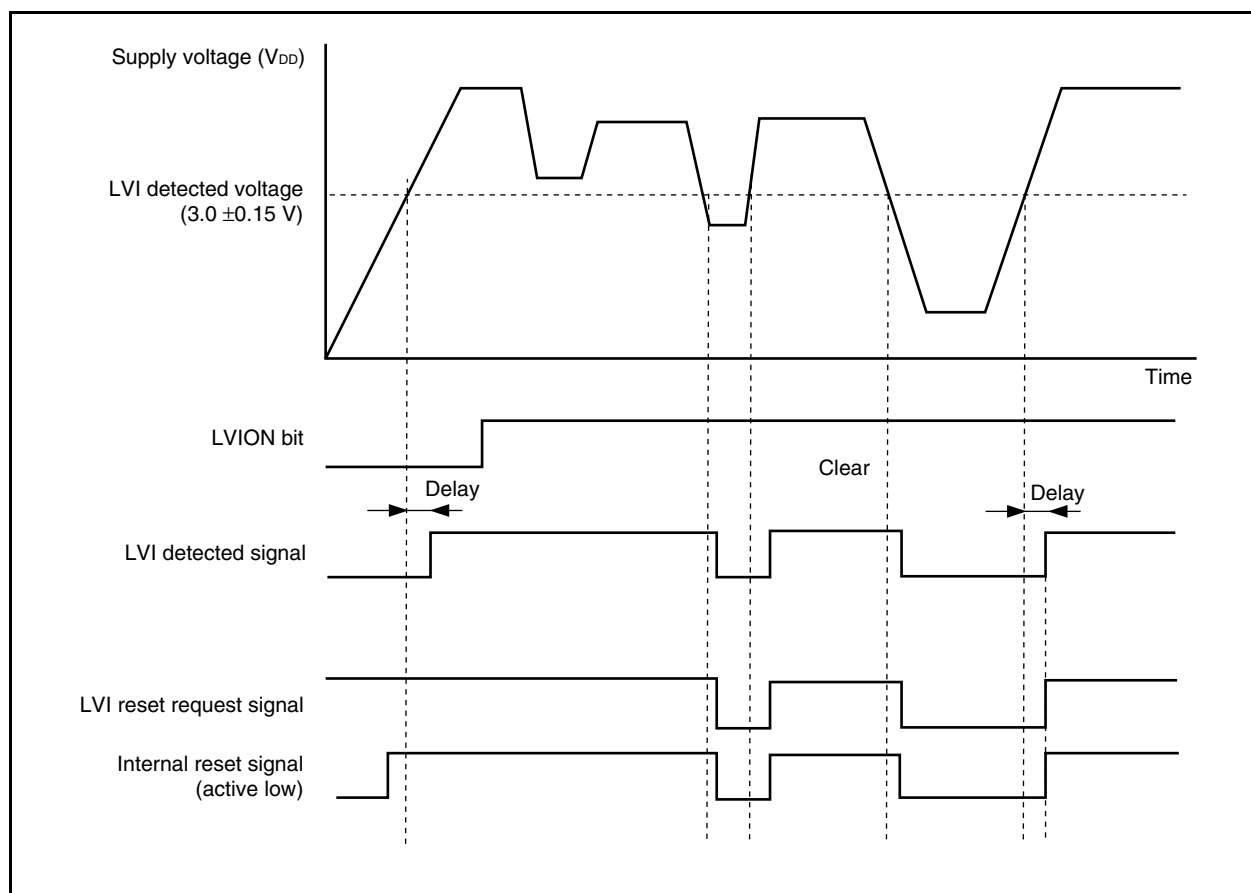 Supply voltage (VDD)
LVI detected voltage
(3.0 ±0.15 V)
Time
LVION bit
Clear
Delay
Delay
LVI detected signal
LVI reset request signal
Internal reset signal
(active low)